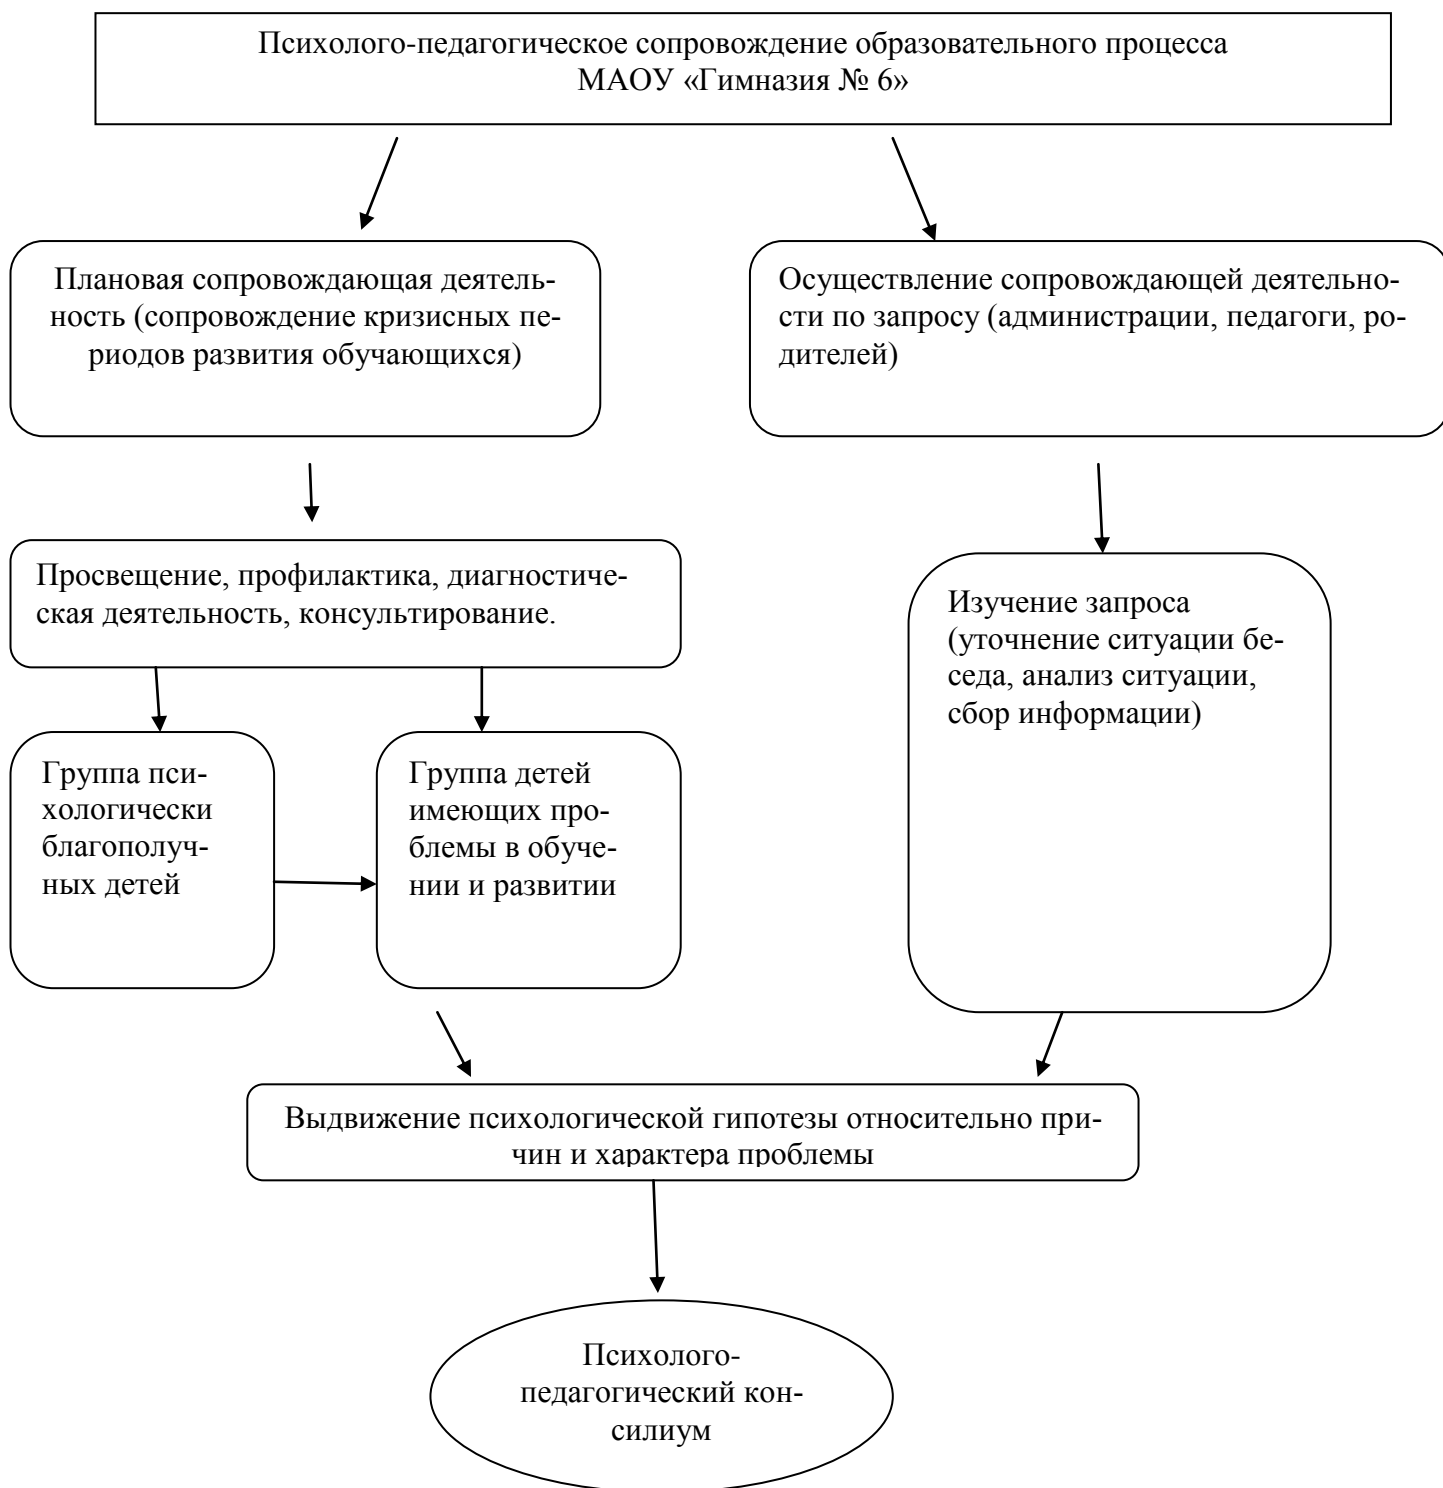 Психолого-педагогическое сопровождение образовательного процесса
МАОУ «Гимназия № 6»
Плановая сопровождающая деятель-
ность (сопровождение кризисных пе-
риодов развития обучающихся)
Осуществление сопровождающей деятельно-
сти по запросу (администрации, педагоги, ро-
дителей)
Просвещение, профилактика, диагностиче-
ская деятельность, консультирование.
Изучение запроса
(уточнение ситуации бе-
седа, анализ ситуации,
сбор информации)
Группа пси-
хологически
благополуч-
ных детей
Группа детей
имеющих про-
блемы в обуче-
нии и развитии
Выдвижение психологической гипотезы относительно при-
чин и характера проблемы
Психолого-
педагогический кон-
силиум